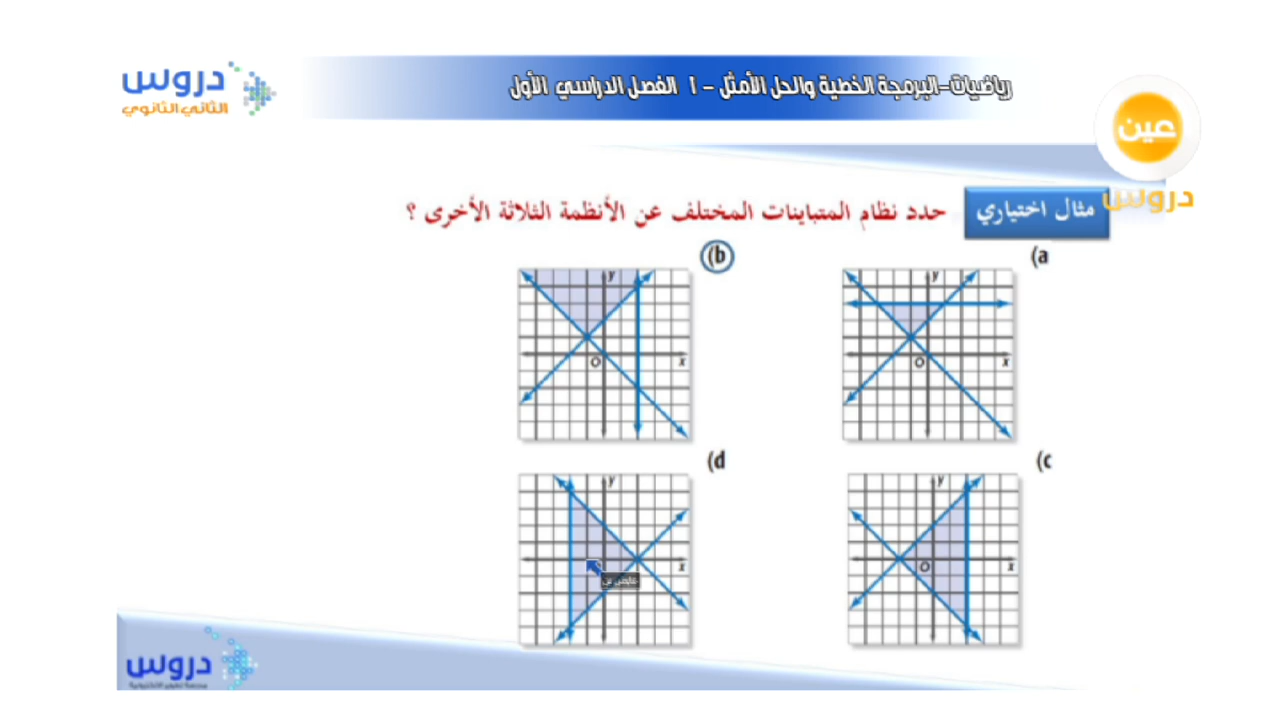 دروس
الثاني الثانوي
رياضيات-البرمجة الخطية والحل الأمثل - ٢ الفصل الدراسي الأول
عين
دروس
مثال اختياري
حدد نظام المتباينات المختلف عن الأنظمة الثلاثة الأخرى ؟
(a
y
O
x
(b
y
O
x
(c
y
O
x
(d
y
x
دروس